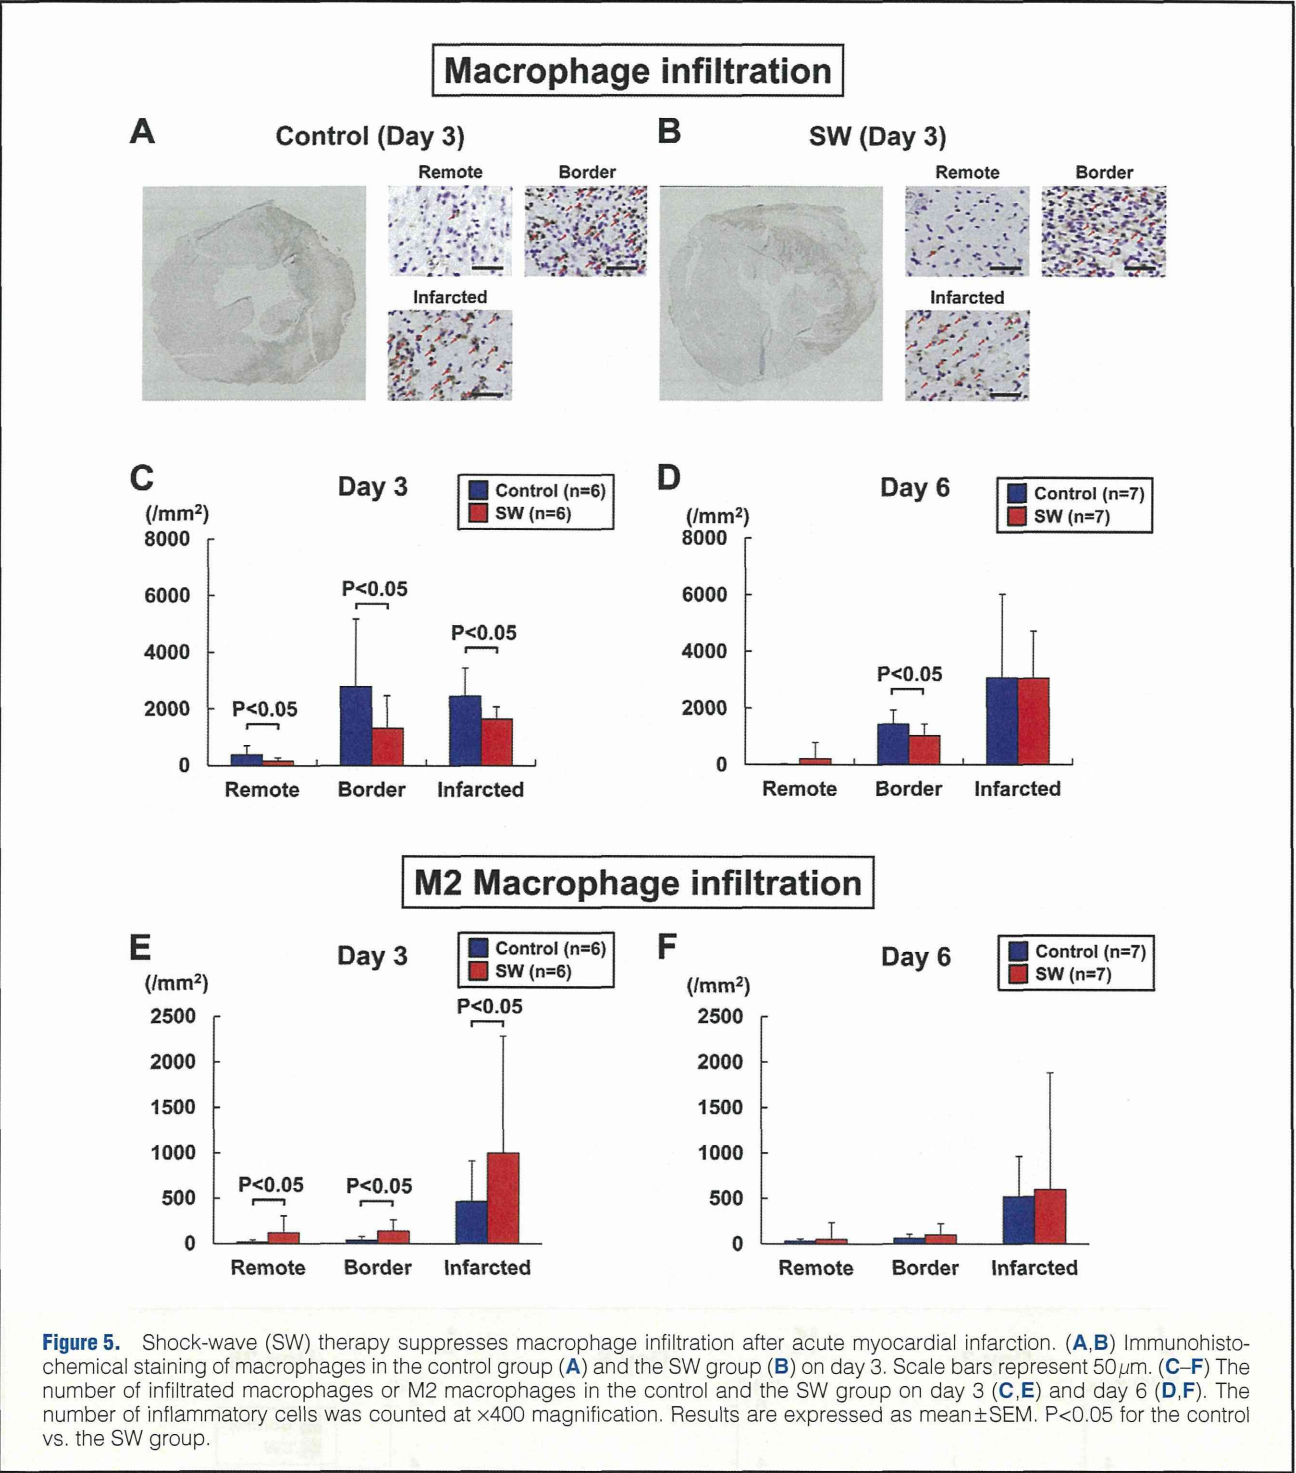 Macrophage infiltration
A
Control (Day 3)
Remote
Border
Infarcted
B
SW (Day 3)
Remote
Border
Infarcted
C
Day 3
Control (n=6)
SW (n=6)
(/mm²)
8000
6000
4000
2000
0
P<0.05
P<0.05
P<0.05
Remote
Border
Infarcted
D
Day 6
Control (n=7)
SW (n=7)
(/mm²)
8000
6000
4000
2000
0
P<0.05
Remote
Border
Infarcted
M2 Macrophage infiltration
E
Day 3
Control (n=6)
SW (n=6)
(/mm²)
2500
2000
1500
1000
500
0
P<0.05
P<0.05
P<0.05
Remote
Border
Infarcted
F
Day 6
Control (n=7)
SW (n=7)
(/mm²)
2500
2000
1500
1000
500
0
Remote
Border
Infarcted
Figure 5. Shock-wave (SW) therapy suppresses macrophage infiltration after acute myocardial infarction. (A,B) Immunohisto-
chemical staining of macrophages in the control group (A) and the SW group (B) on day 3. Scale bars represent 50 µm. (C–F) The
number of infiltrated macrophages or M2 macrophages in the control and the SW group on day 3 (C,E) and day 6 (D,F). The
number of inflammatory cells was counted at ×400 magnification. Results are expressed as mean±SEM. P<0.05 for the control
vs. the SW group.